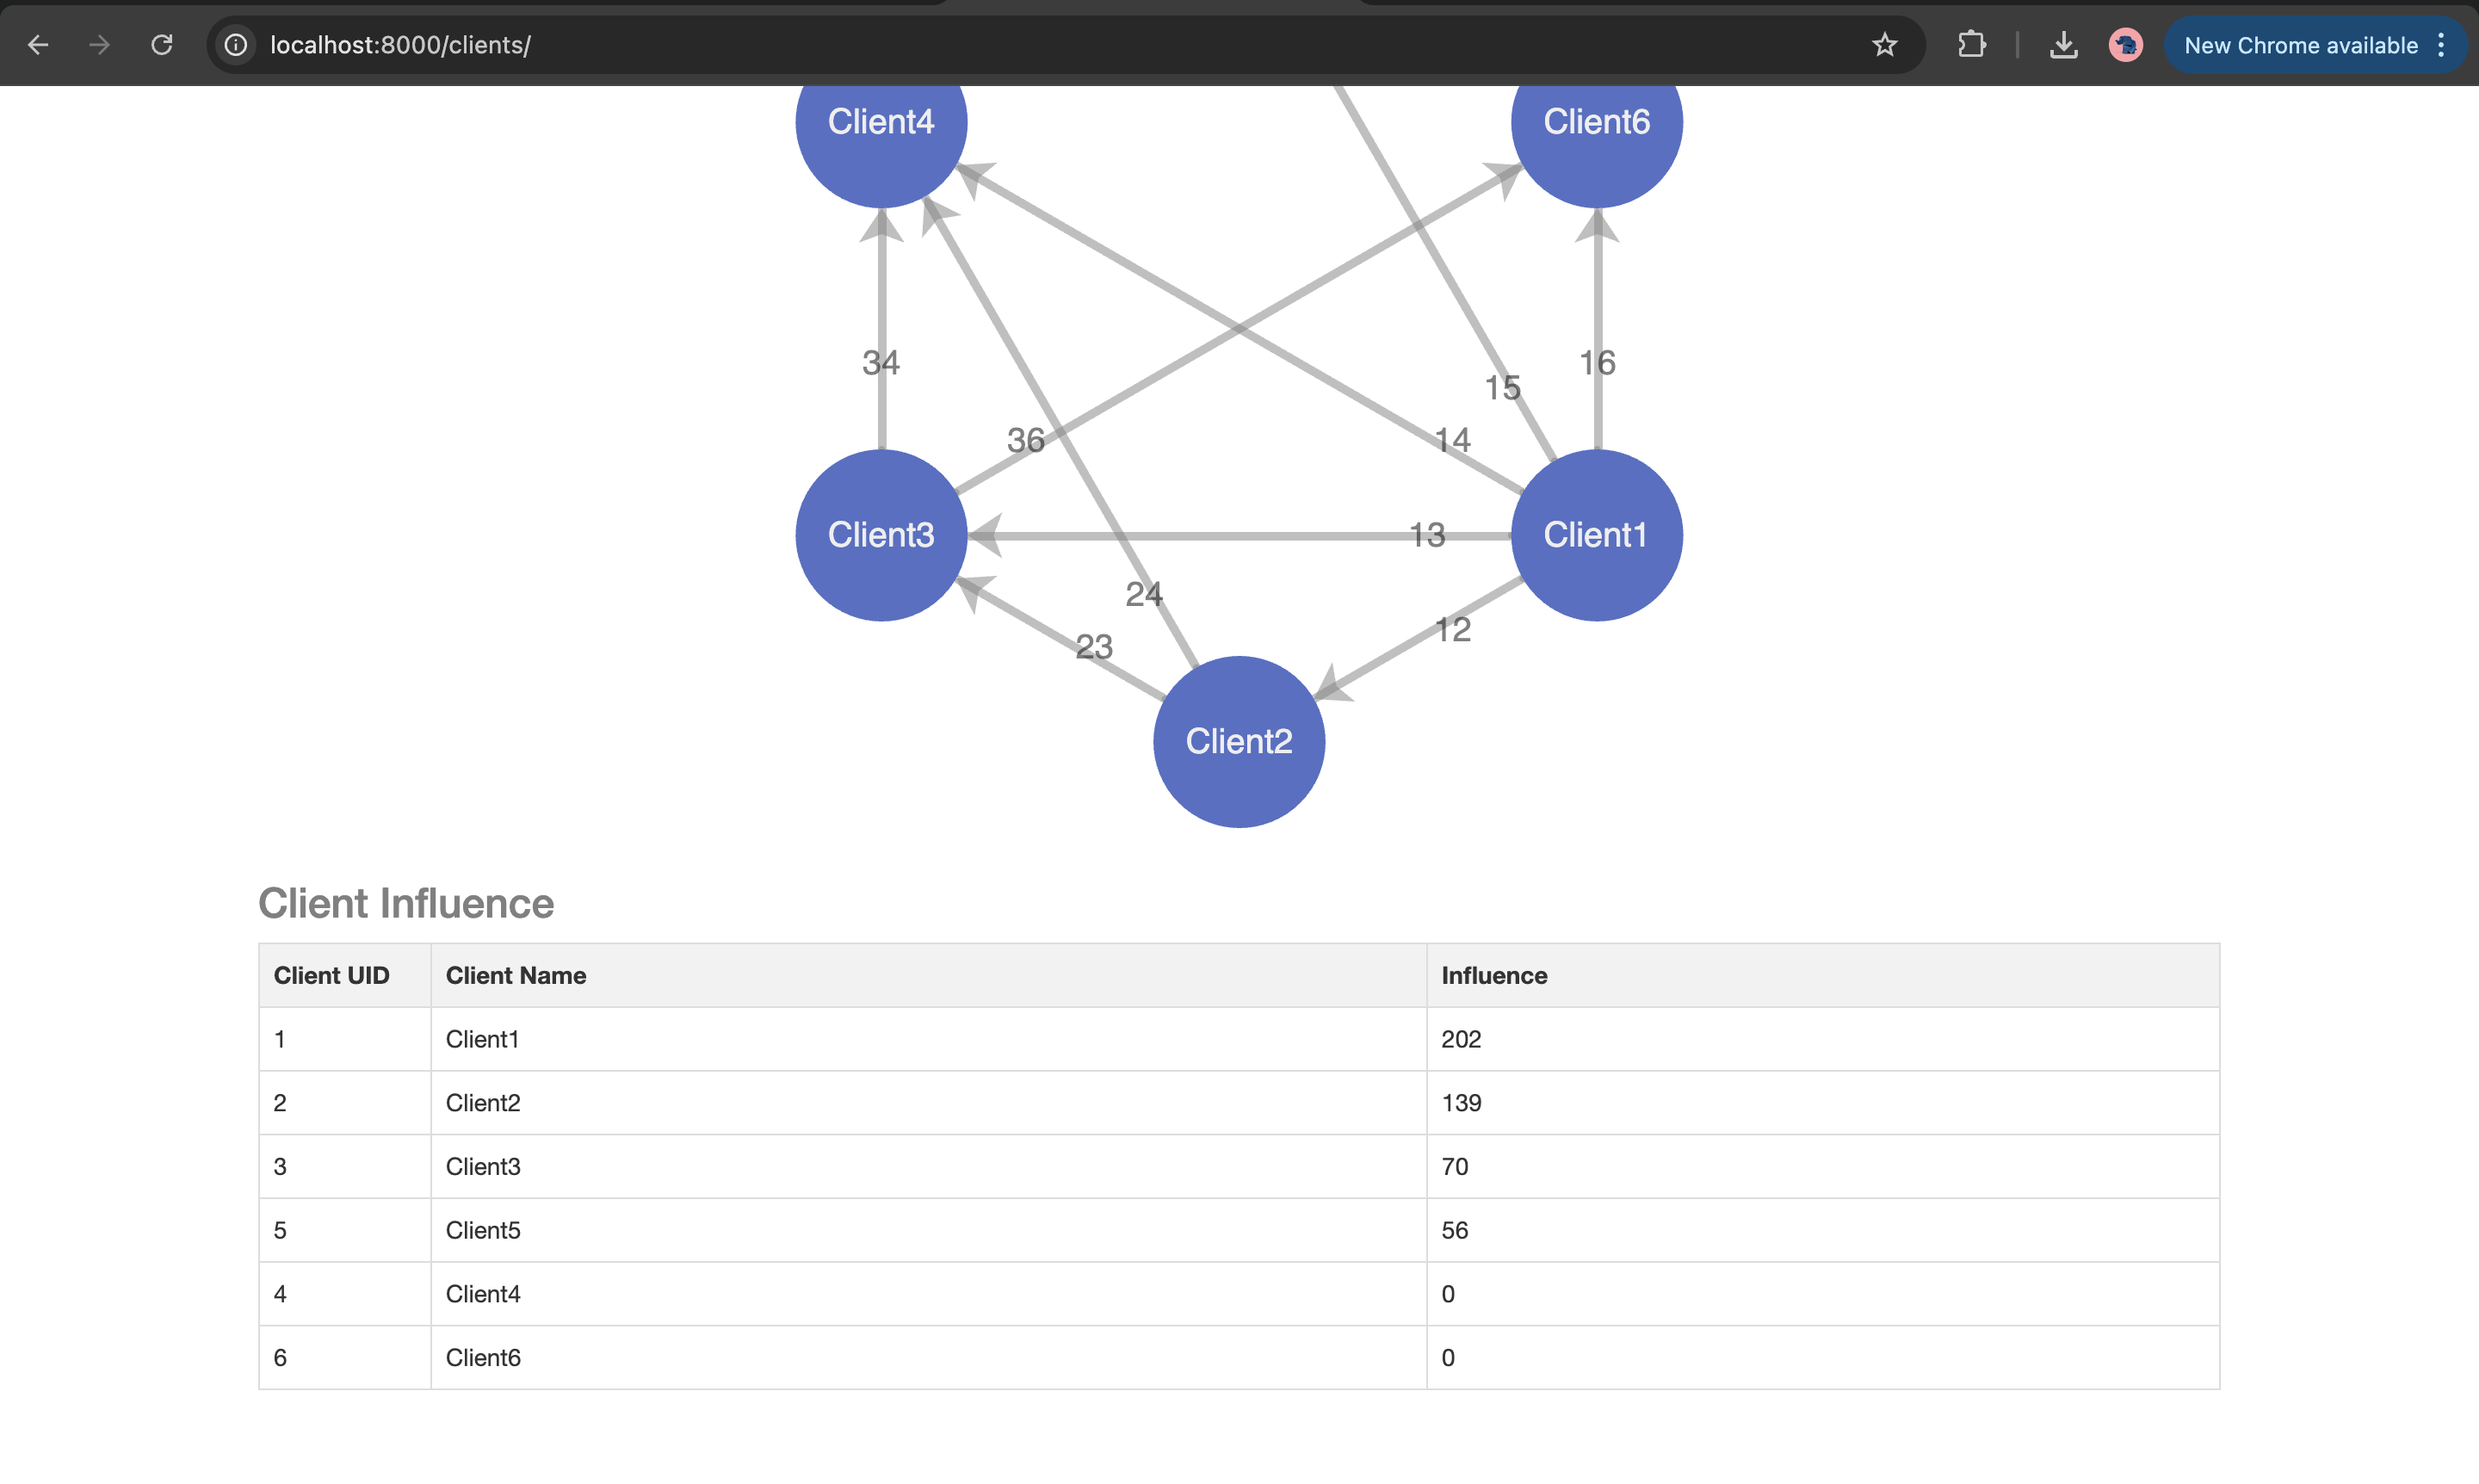 localhost:8000/clients/
New Chrome available
Client4
Client6
34
16
15
36
14
Client3
13
Client1
24
12
23
Client2
Client Influence
Client UID Client Name Influence
1 Client1 202
2 Client2 139
3 Client3 70
5 Client5 56
4 Client4 0
6 Client6 0